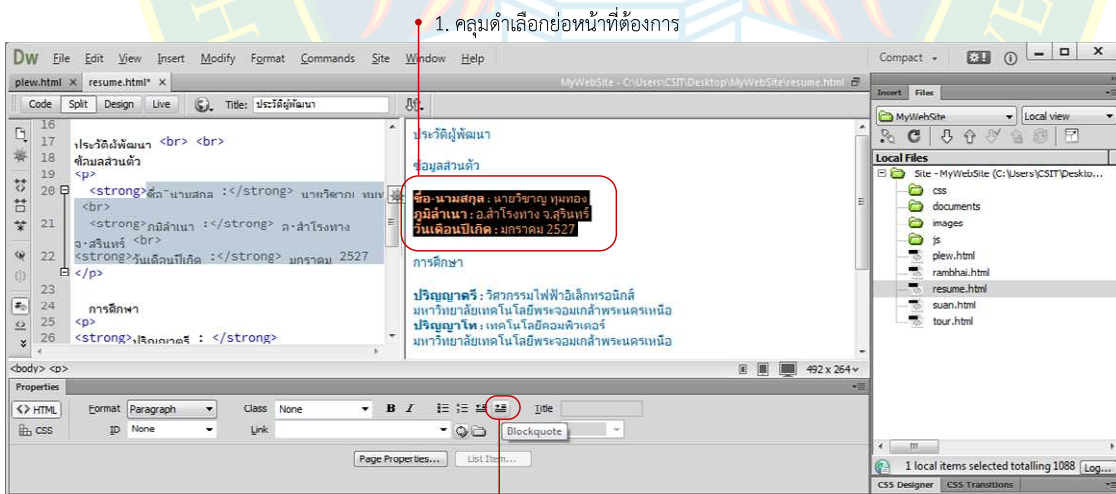 1. คลุมดำเลือกย่อหน้าที่ต้องการ
DW File Edit View Insert Modify Format Commands Site Window Help
Compact
plew.html × resume.html* ×
MyWebSite - C:\Users\CSIT\Desktop\MyWebSite\resume.html
Code Split Design Live Title: ประวัติผู้พัฒนา
16
17 ประวัติผู้พัฒนา <br> <br>
18 ข้อมูลส่วนตัว
19 <p>
20 <strong>ชื่อ-นามสกุล :</strong> นายวิชาญ ทุมท
<br>
21 <strong>ภูมิลำเนา :</strong> อ.สำโรงทาง
จ.สุรินทร์ <br>
22 <strong>วันเดือนปีเกิด :</strong> มกราคม 2527
</p>
23
24 การศึกษา
25 <p>
26 <strong>ปริญญาตรี : </strong>
ประวัติผู้พัฒนา
ข้อมูลส่วนตัว
ชื่อ-นามสกุล : นายวิชาญ ทุมทอง
ภูมิลำเนา : อ.สำโรงทาง จ.สุรินทร์
วันเดือนปีเกิด : มกราคม 2527
การศึกษา
ปริญญาตรี : วิศวกรรมไฟฟ้าอิเล็กทรอนิกส์
มหาวิทยาลัยเทคโนโลยีพระจอมเกล้าพระนครเหนือ
ปริญญาโท : เทคโนโลยีคอมพิวเตอร์
มหาวิทยาลัยเทคโนโลยีพระจอมเกล้าพระนครเหนือ
<body> <p>
492 x 264
Properties
<> HTML Format Paragraph Class None B I Title
CSS ID None Link Blockquote
Page Properties... List Item...
Insert Files
MyWebSite Local view
Local Files
Site - MyWebSite (C:\Users\CSIT\Deskto...
css
documents
images
js
plew.html
rambhai.html
resume.html
suan.html
tour.html
1 local items selected totalling 1088 Log...
CSS Designer CSS Transitions